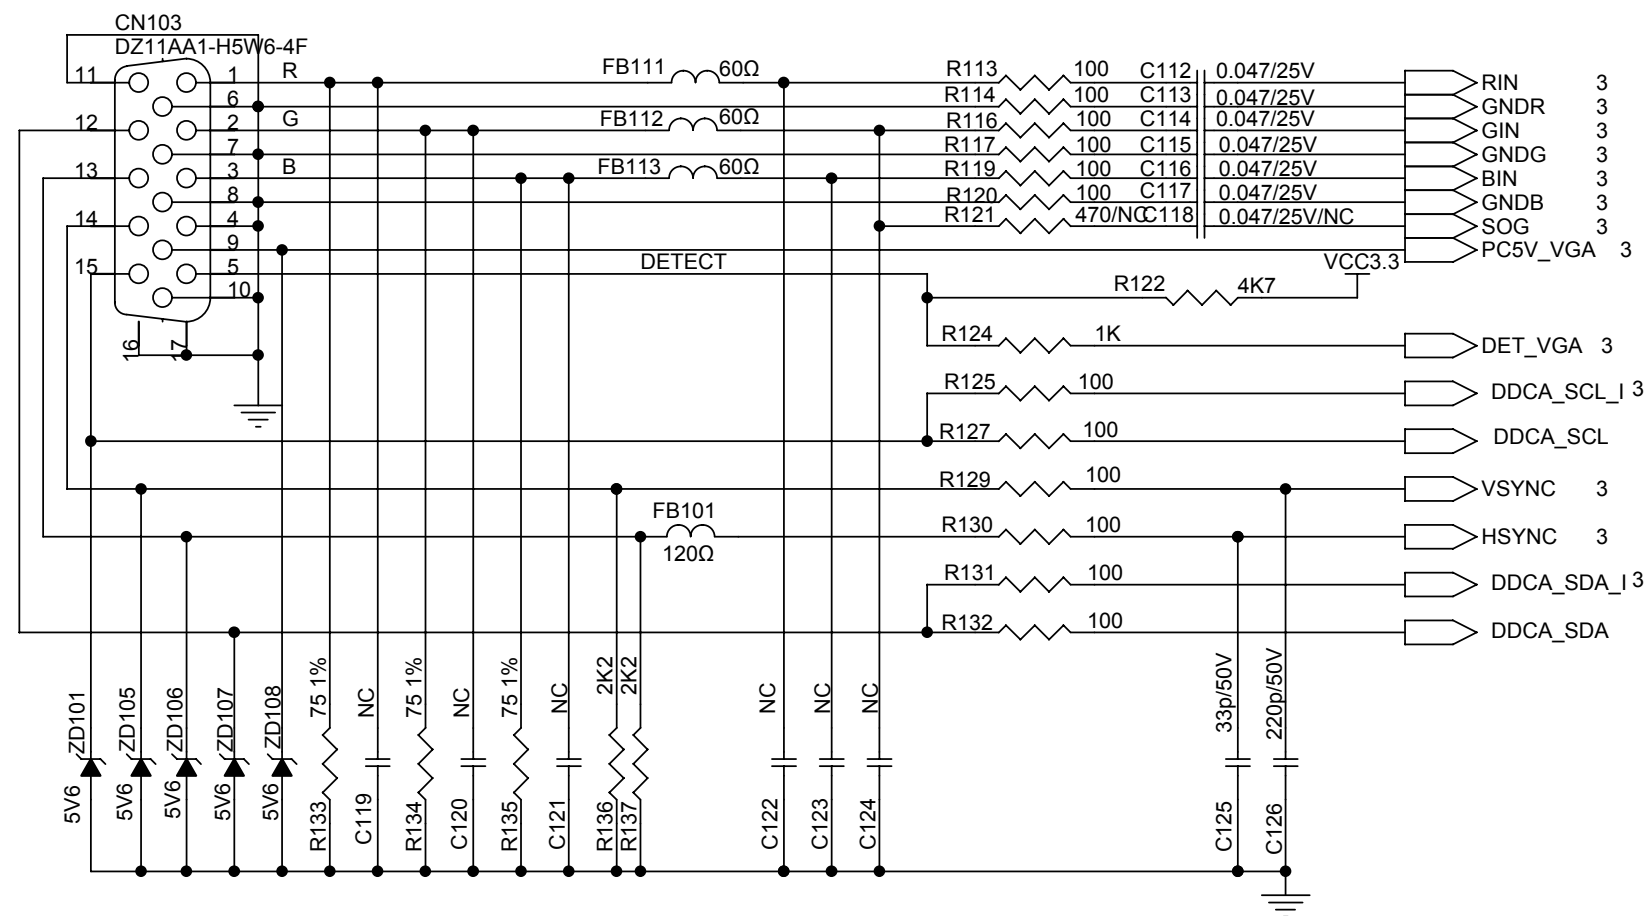 CN103
DZ11AA1-H5W6-4F
11 1 R FB111 60Ω R113 100 C112 0.047/25V RIN 3
6 R114 100 C113 0.047/25V GNDR 3
12 2 G FB112 60Ω R116 100 C114 0.047/25V GIN 3
7 R117 100 C115 0.047/25V GNDG 3
13 3 B FB113 60Ω R119 100 C116 0.047/25V BIN 3
8 R120 100 C117 0.047/25V GNDB 3
14 4 R121 470/NC C118 0.047/25V/NC SOG 3
9 PC5V_VGA 3
15 5 DETECT VCC3.3
10 R122 4K7
16 17 R124 1K DET_VGA 3
R125 100 DDCA_SCL_I 3
R127 100 DDCA_SCL
R129 100 VSYNC 3
FB101 R130 100 HSYNC 3
120Ω
R131 100 DDCA_SDA_I 3
R132 100 DDCA_SDA
ZD101 ZD105 ZD106 ZD107 ZD108 75 1% NC 75 1% NC 75 1% NC 2K2 2K2 NC NC NC 33p/50V 220p/50V
5V6 5V6 5V6 5V6 5V6 R133 C119 R134 C120 R135 C121 R136 R137 C122 C123 C124 C125 C126